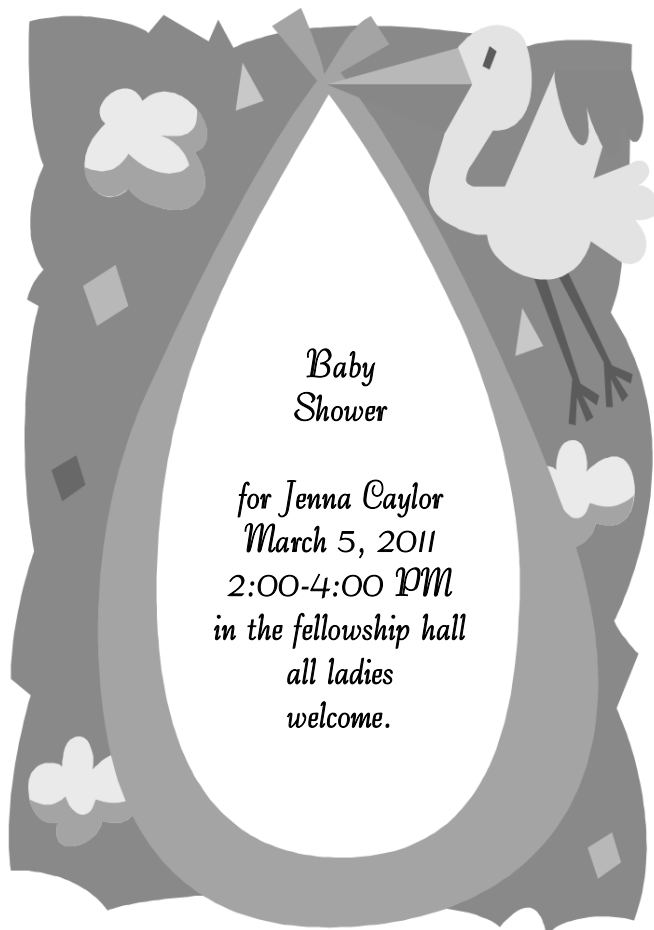 Baby
Shower
for Jenna Caylor
March 5, 2011
2:00-4:00 PM
in the fellowship hall
all ladies
welcome.